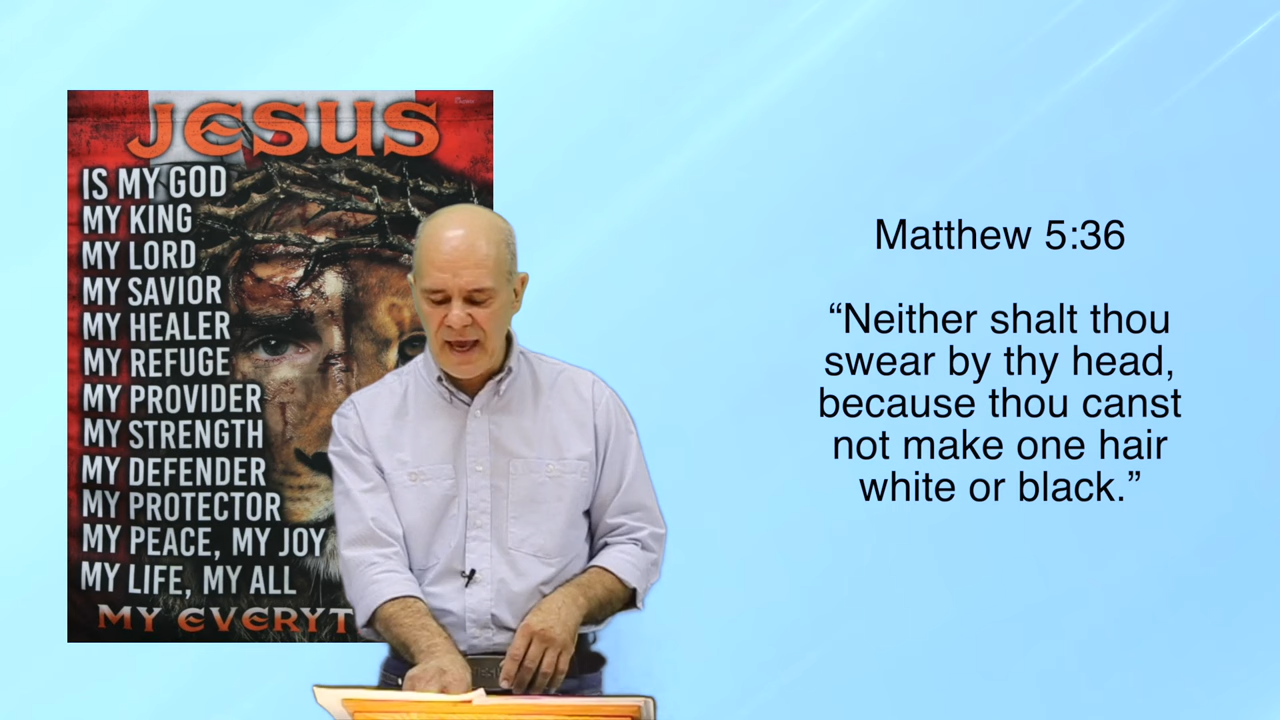 JESUS
IS MY GOD
MY KING
MY LORD
MY SAVIOR
MY HEALER
MY REFUGE
MY PROVIDER
MY STRENGTH
MY DEFENDER
MY PROTECTOR
MY PEACE, MY JOY
MY LIFE, MY ALL
MY EVERYT
Matthew 5:36
“Neither shalt thou
swear by thy head,
because thou canst
not make one hair
white or black.”